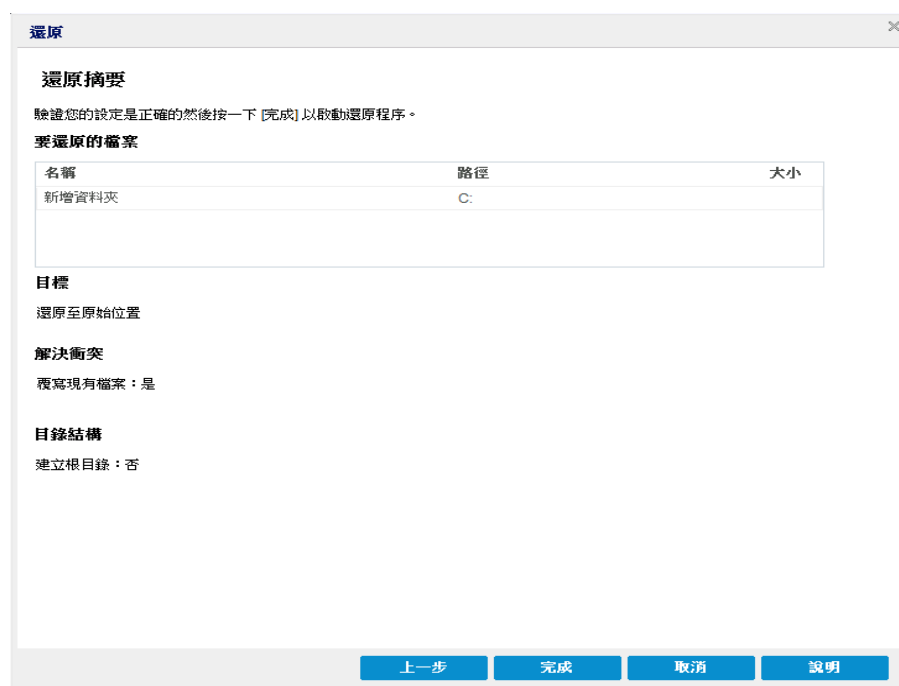 還原
還原摘要
驗證您的設定是正確的然後按一下 [完成] 以啟動還原程序。
要還原的檔案
名稱 路徑 大小
新增資料夾 C:
目標
還原至原始位置
解決衝突
覆寫現有檔案：是
目錄結構
建立根目錄：否
上一步 完成 取消 說明